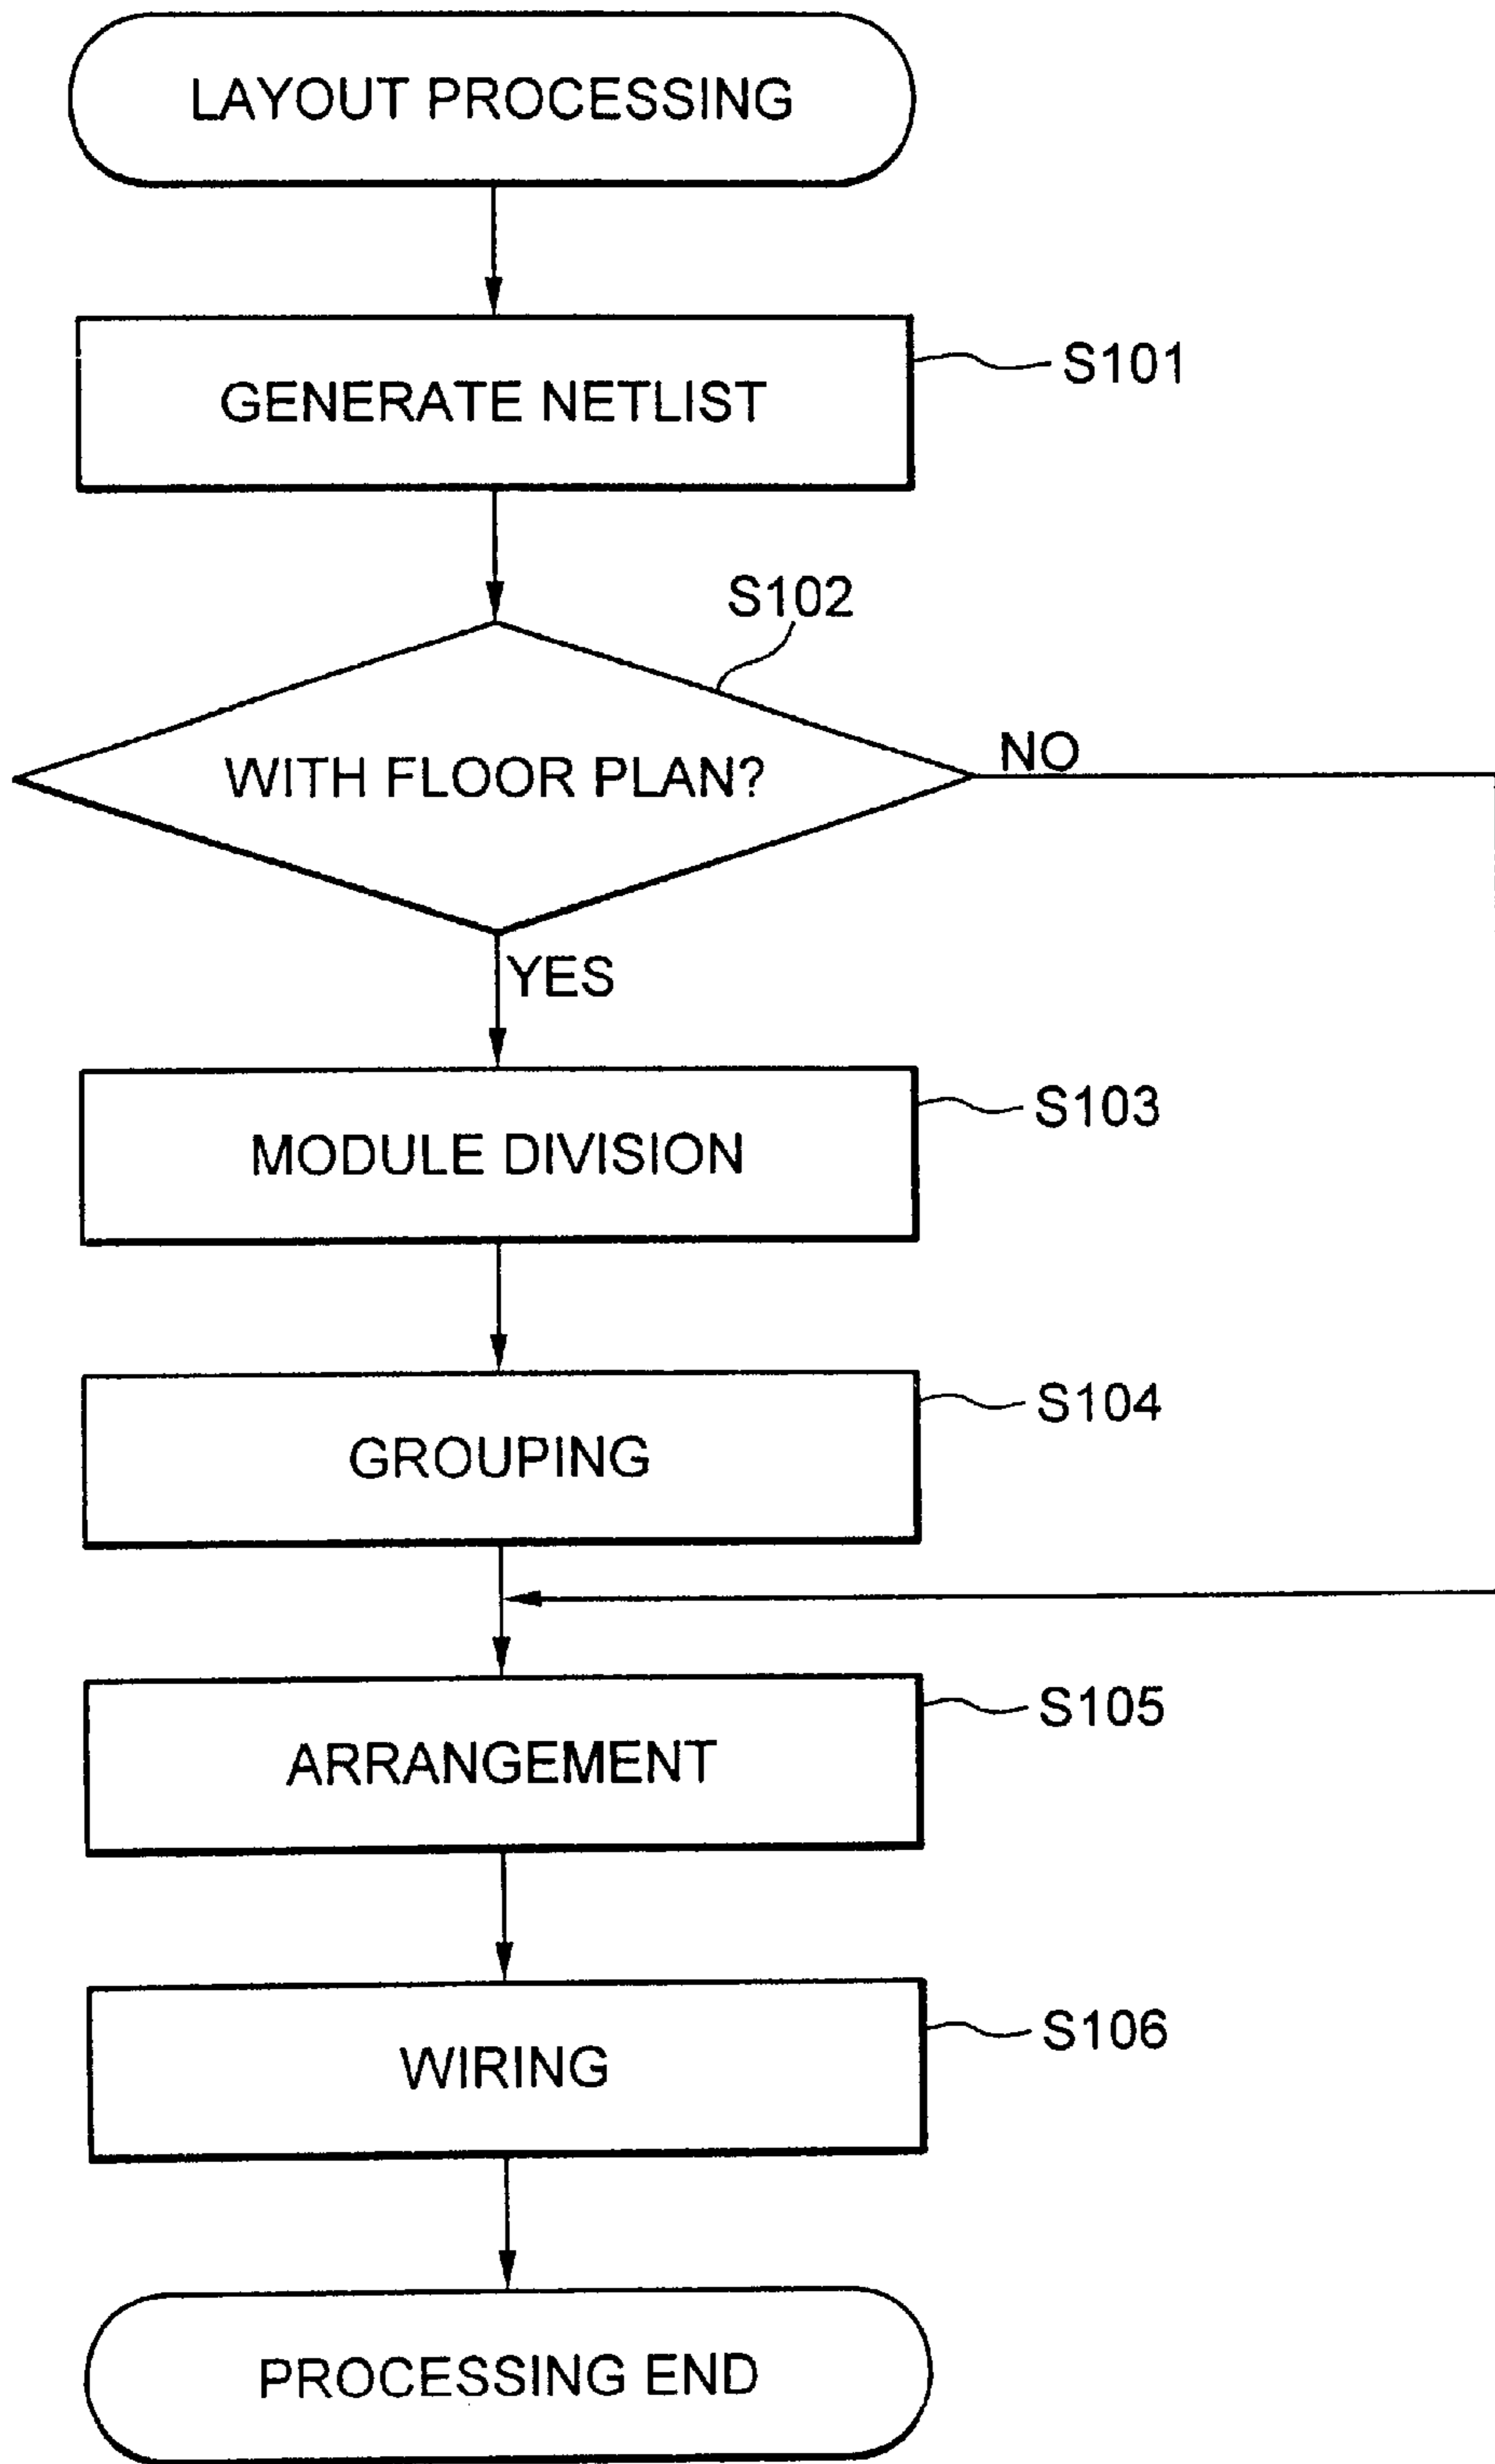 LAYOUT PROCESSING
GENERATE NETLIST
S101
S102
WITH FLOOR PLAN?
NO
YES
MODULE DIVISION
S103
GROUPING
S104
ARRANGEMENT
S105
WIRING
S106
PROCESSING END